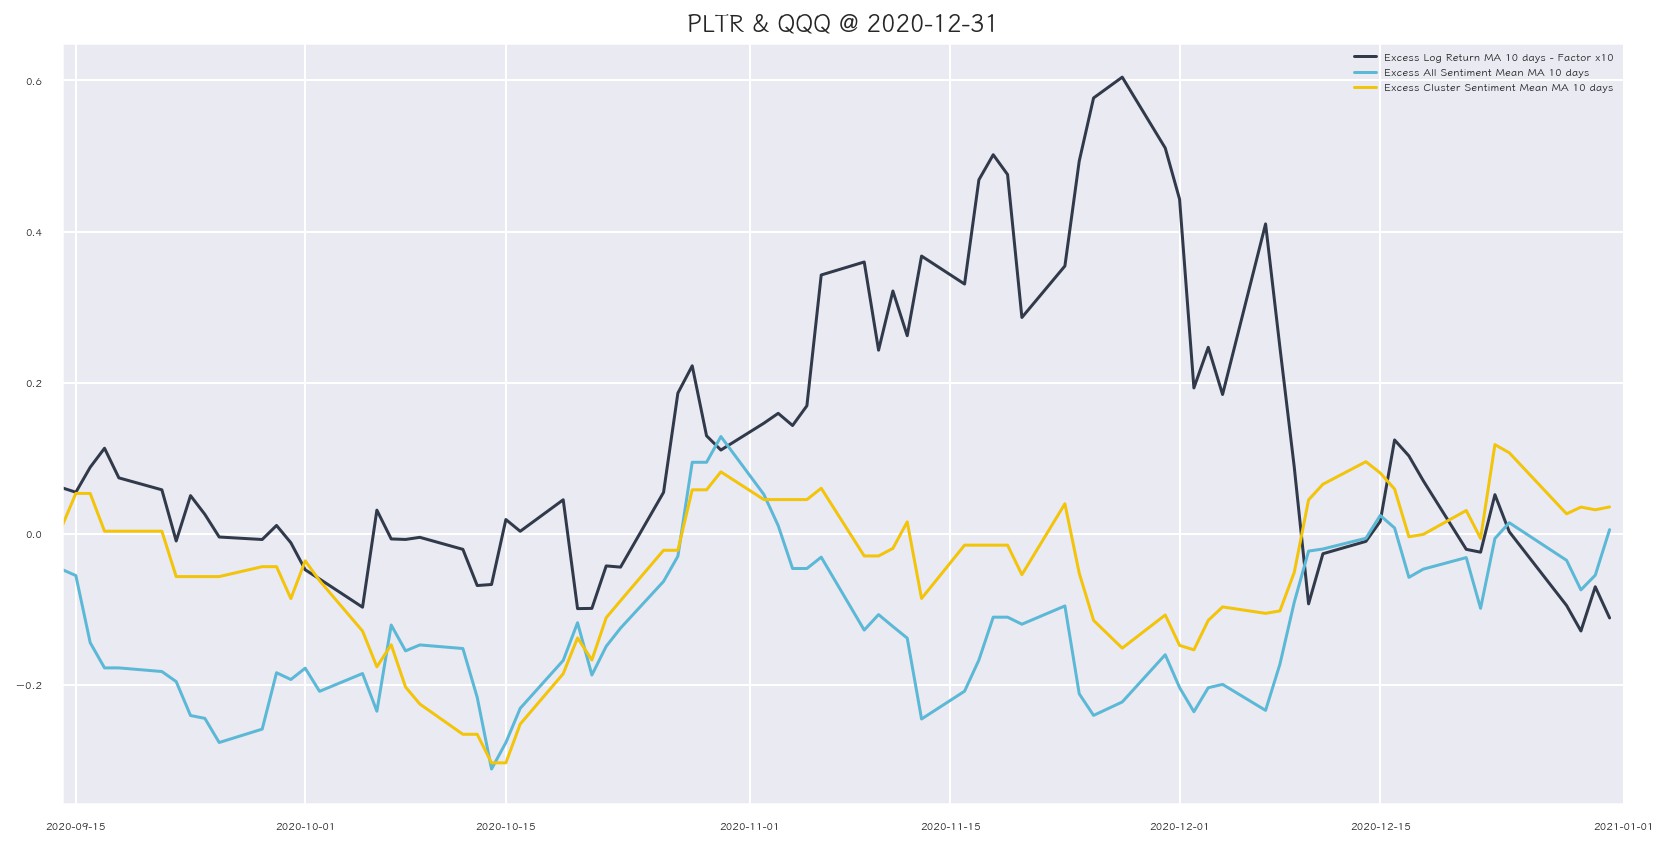 PLTR & QQQ @ 2020-12-31
Excess Log Return MA 10 days - Factor x10
Excess All Sentiment Mean MA 10 days
Excess Cluster Sentiment Mean MA 10 days
0.6
0.4
0.2
0.0
−0.2
2020-09-15 2020-10-01 2020-10-15 2020-11-01 2020-11-15 2020-12-01 2020-12-15 2021-01-01